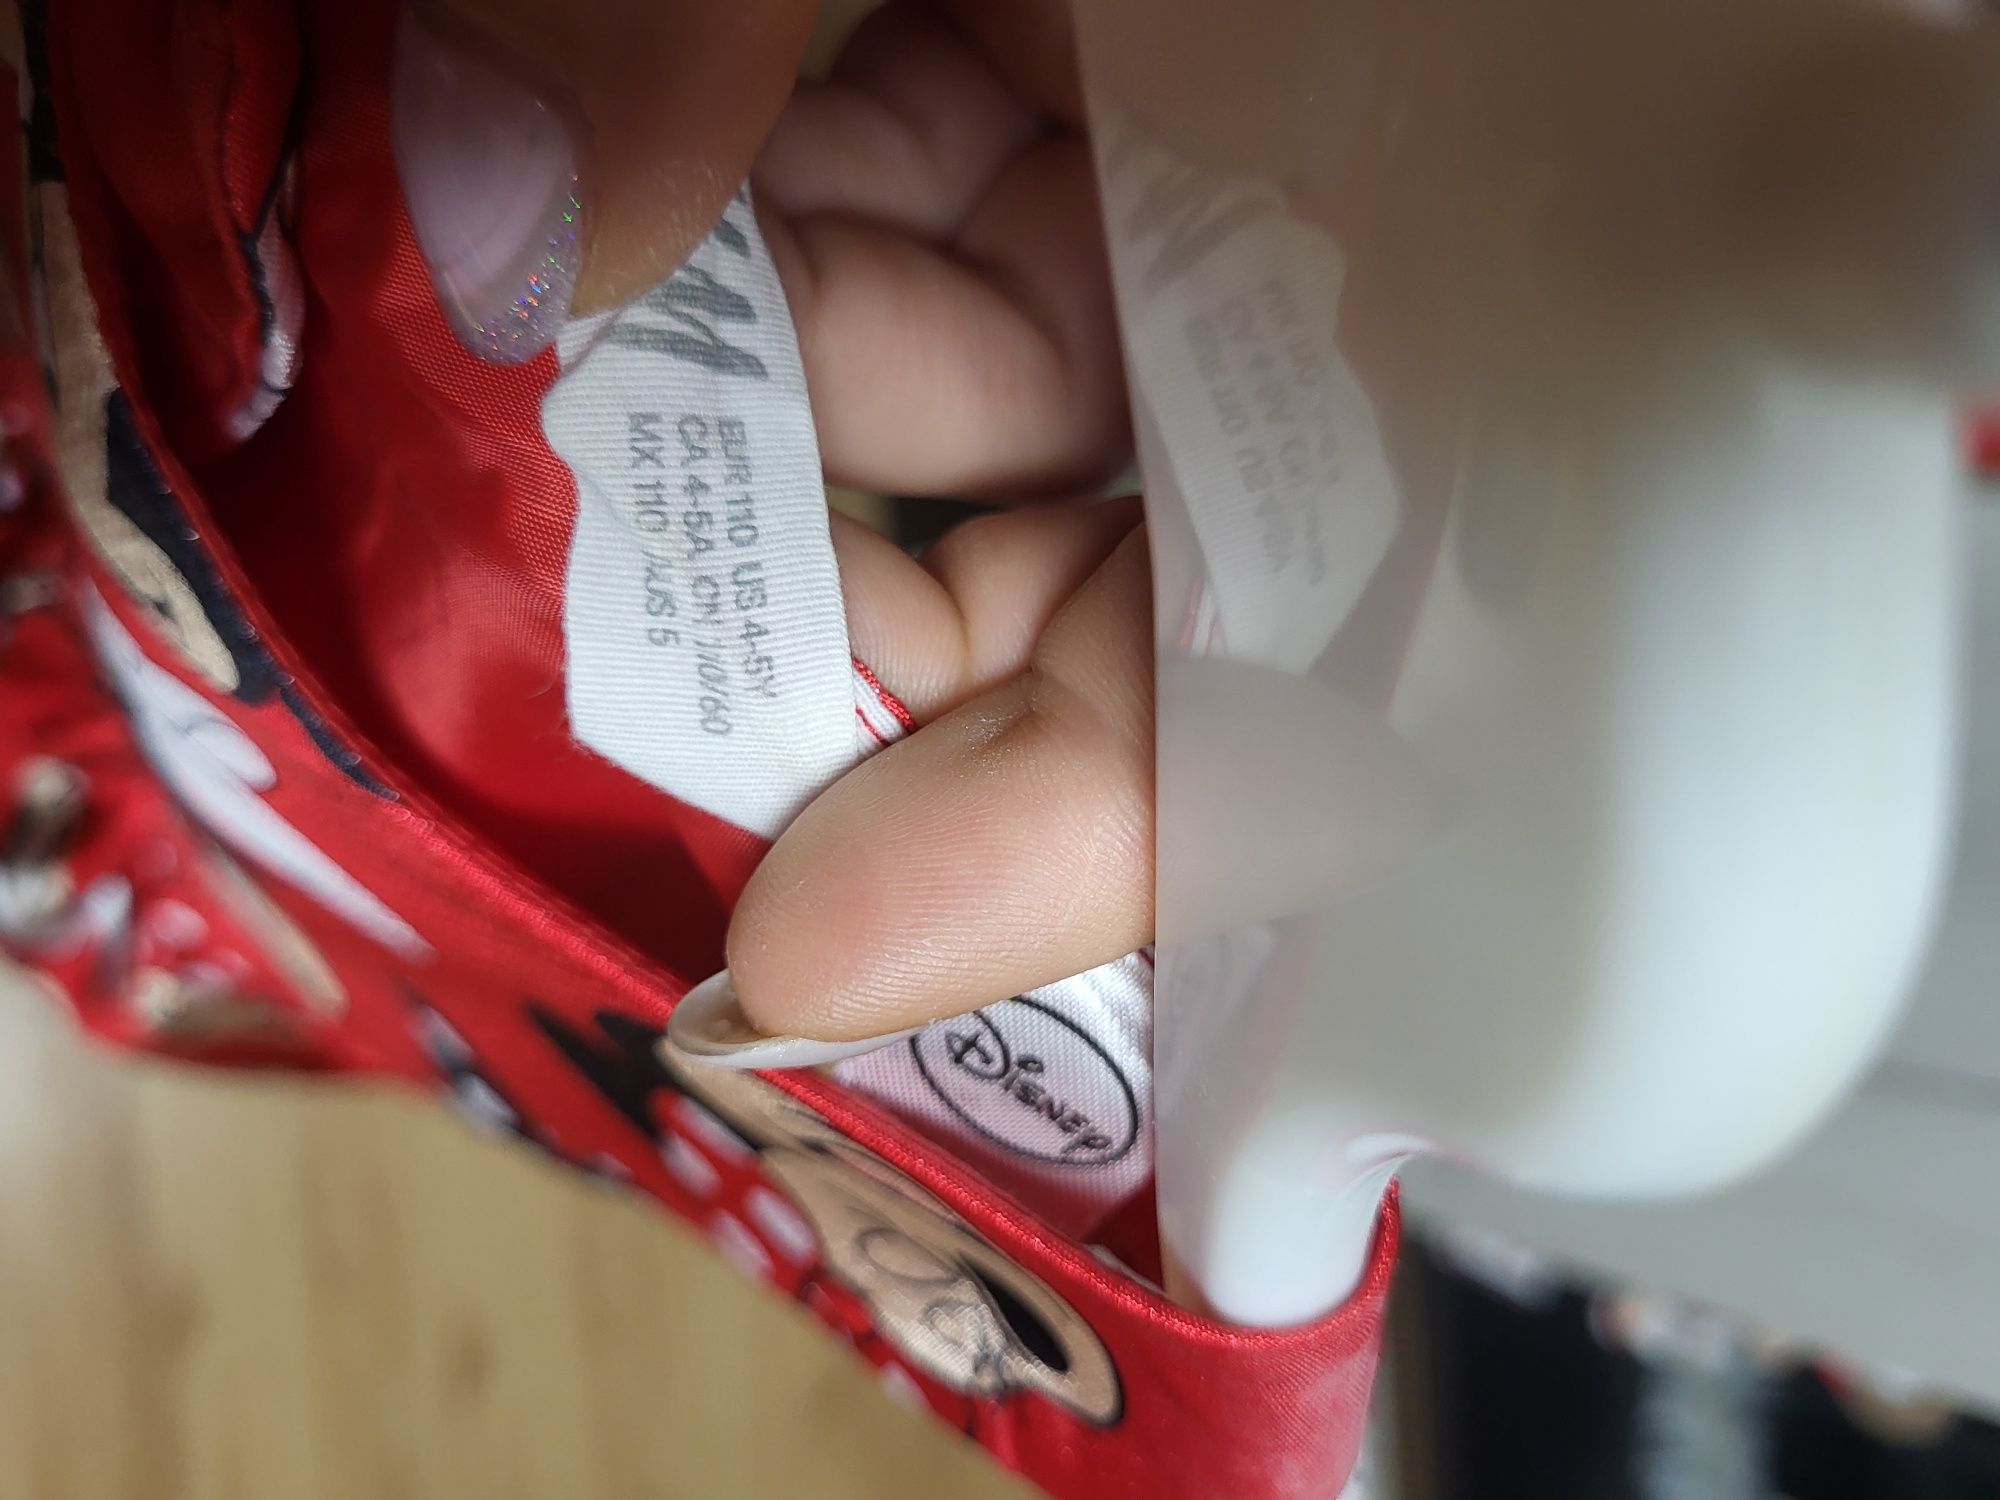 EUR 110 US 4-5Y
CA 4-5A CN 110/60
MX 110 AUS 5
Disney